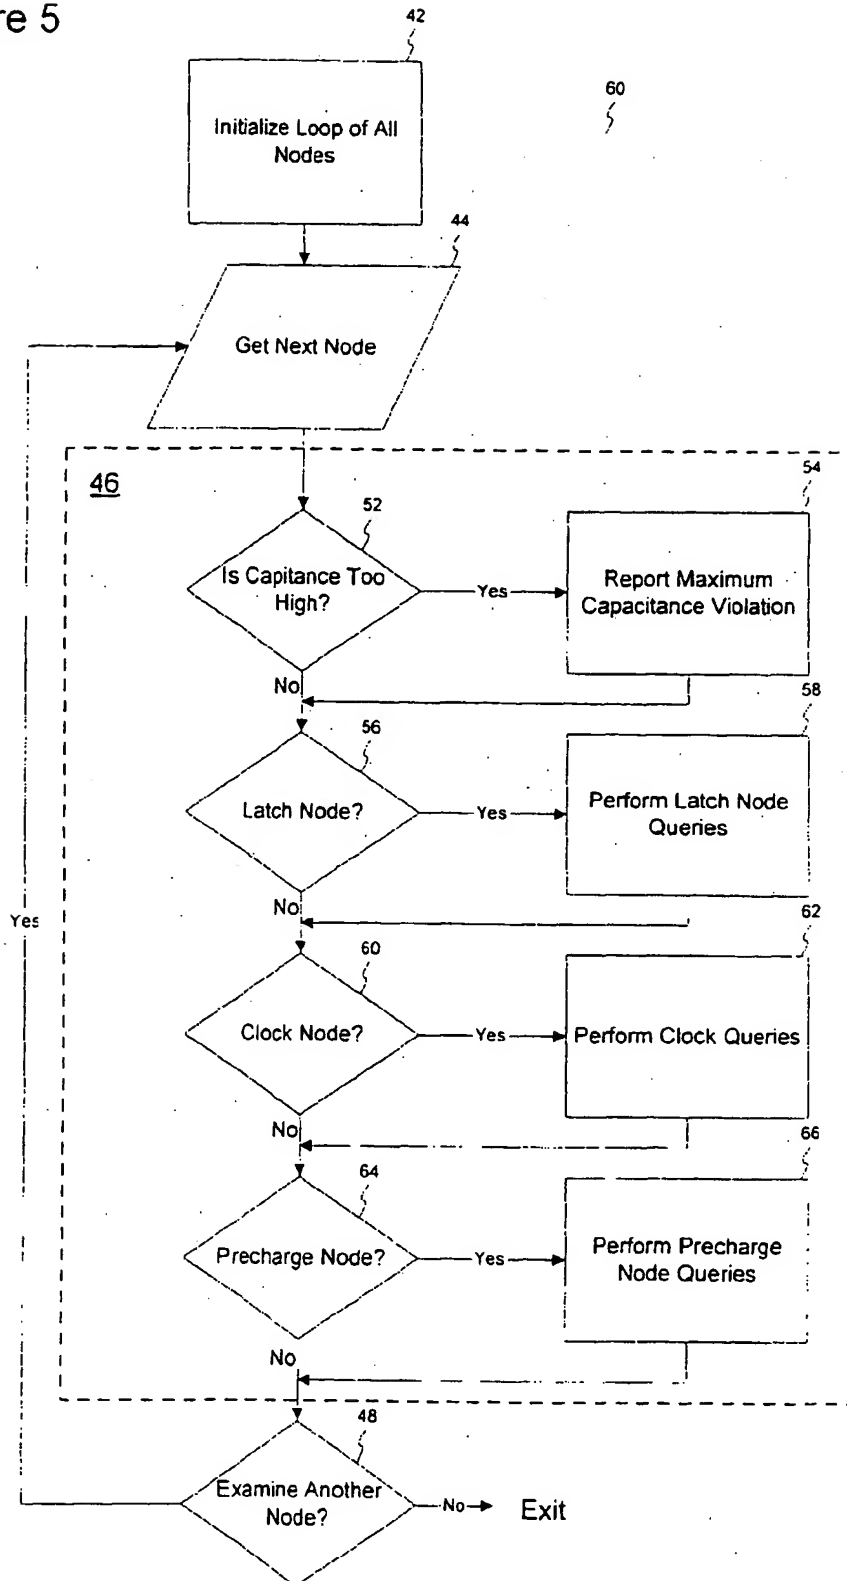 re 5
42
Initialize Loop of All
Nodes
60
44
Get Next Node
46
52
Is Capitance Too
High?
Yes
54
Report Maximum
Capacitance Violation
No
56
Latch Node?
Yes
58
Perform Latch Node
Queries
No
60
Clock Node?
Yes
62
Perform Clock Queries
No
64
Precharge Node?
Yes
66
Perform Precharge
Node Queries
No
Yes
48
Examine Another
Node?
No
Exit